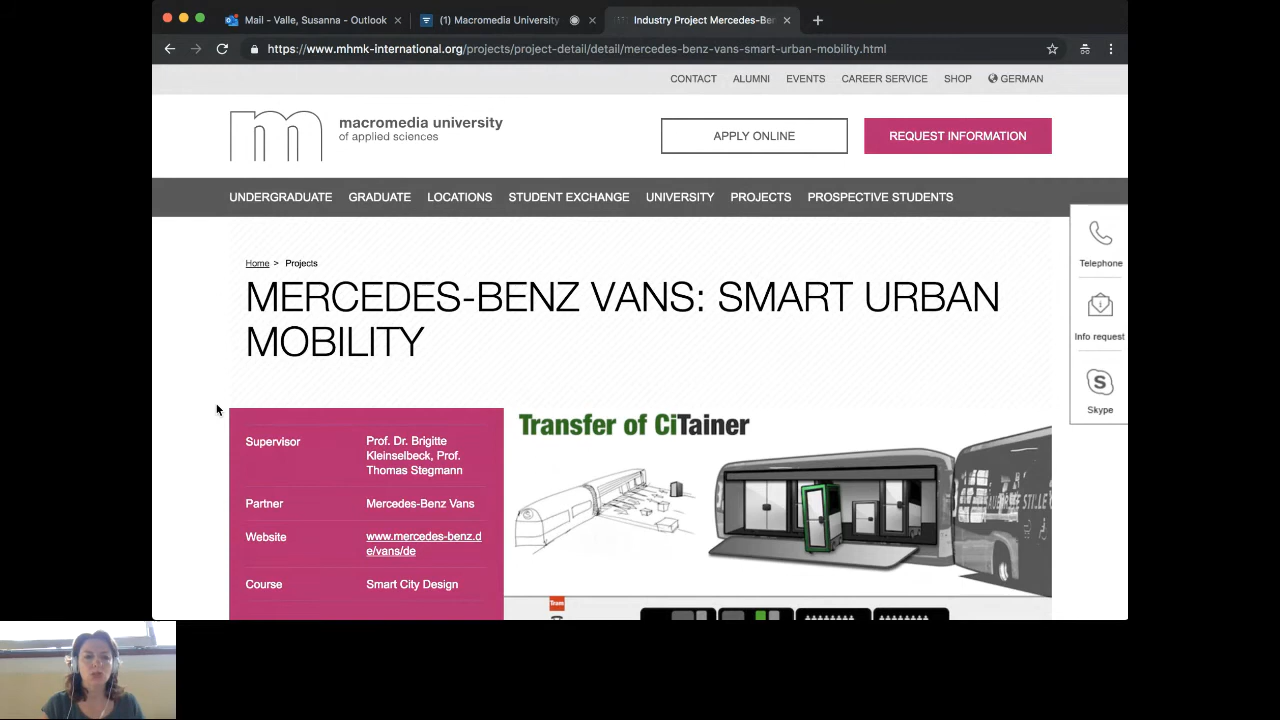 Mail - Valle, Susanna - Outlook
(1) Macromedia University
Industry Project Mercedes-Ben
https://www.mhmk-international.org/projects/project-detail/detail/mercedes-benz-vans-smart-urban-mobility.html
CONTACT ALUMNI EVENTS CAREER SERVICE SHOP GERMAN
macromedia university
of applied sciences
APPLY ONLINE
REQUEST INFORMATION
UNDERGRADUATE GRADUATE LOCATIONS STUDENT EXCHANGE UNIVERSITY PROJECTS PROSPECTIVE STUDENTS
Telephone
Info request
Skype
Home > Projects
MERCEDES-BENZ VANS: SMART URBAN
MOBILITY
Supervisor
Prof. Dr. Brigitte
Kleinselbeck, Prof.
Thomas Stegmann
Partner
Mercedes-Benz Vans
Website
www.mercedes-benz.d
e/vans/de
Course
Smart City Design
Transfer of CiTainer
Tram